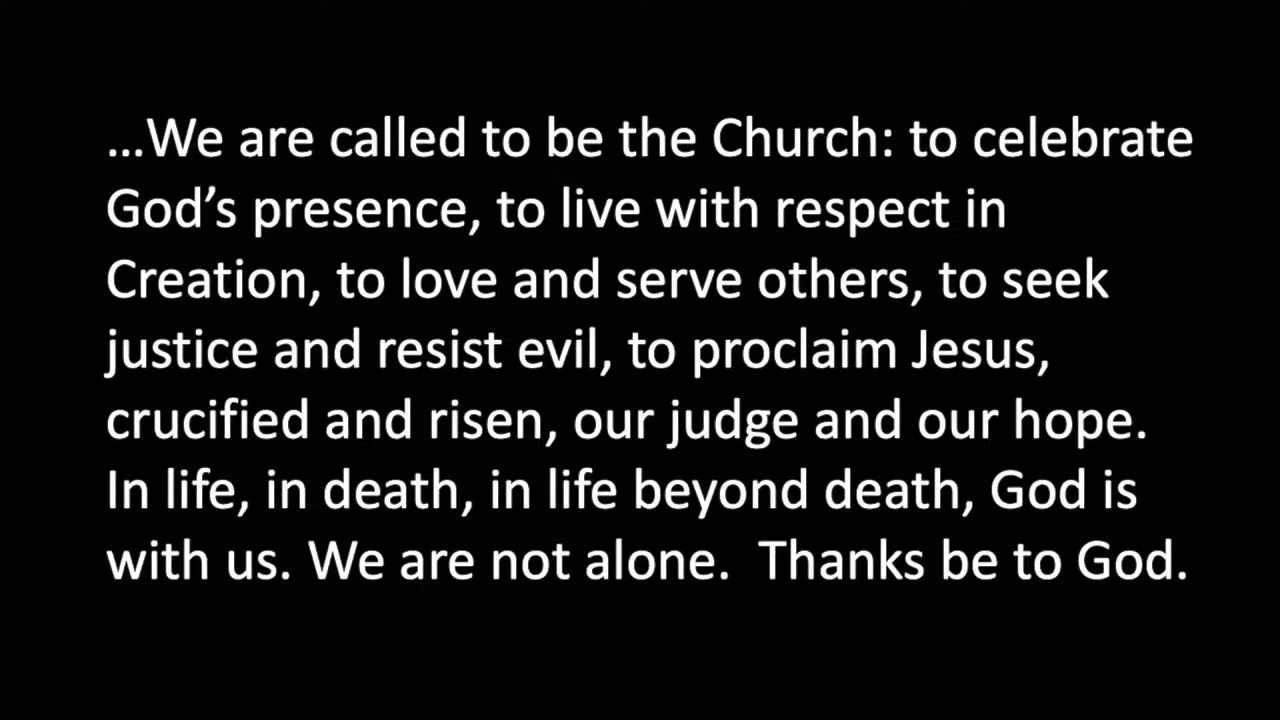 …We are called to be the Church: to celebrate
God’s presence, to live with respect in
Creation, to love and serve others, to seek
justice and resist evil, to proclaim Jesus,
crucified and risen, our judge and our hope.
In life, in death, in life beyond death, God is
with us. We are not alone.  Thanks be to God.